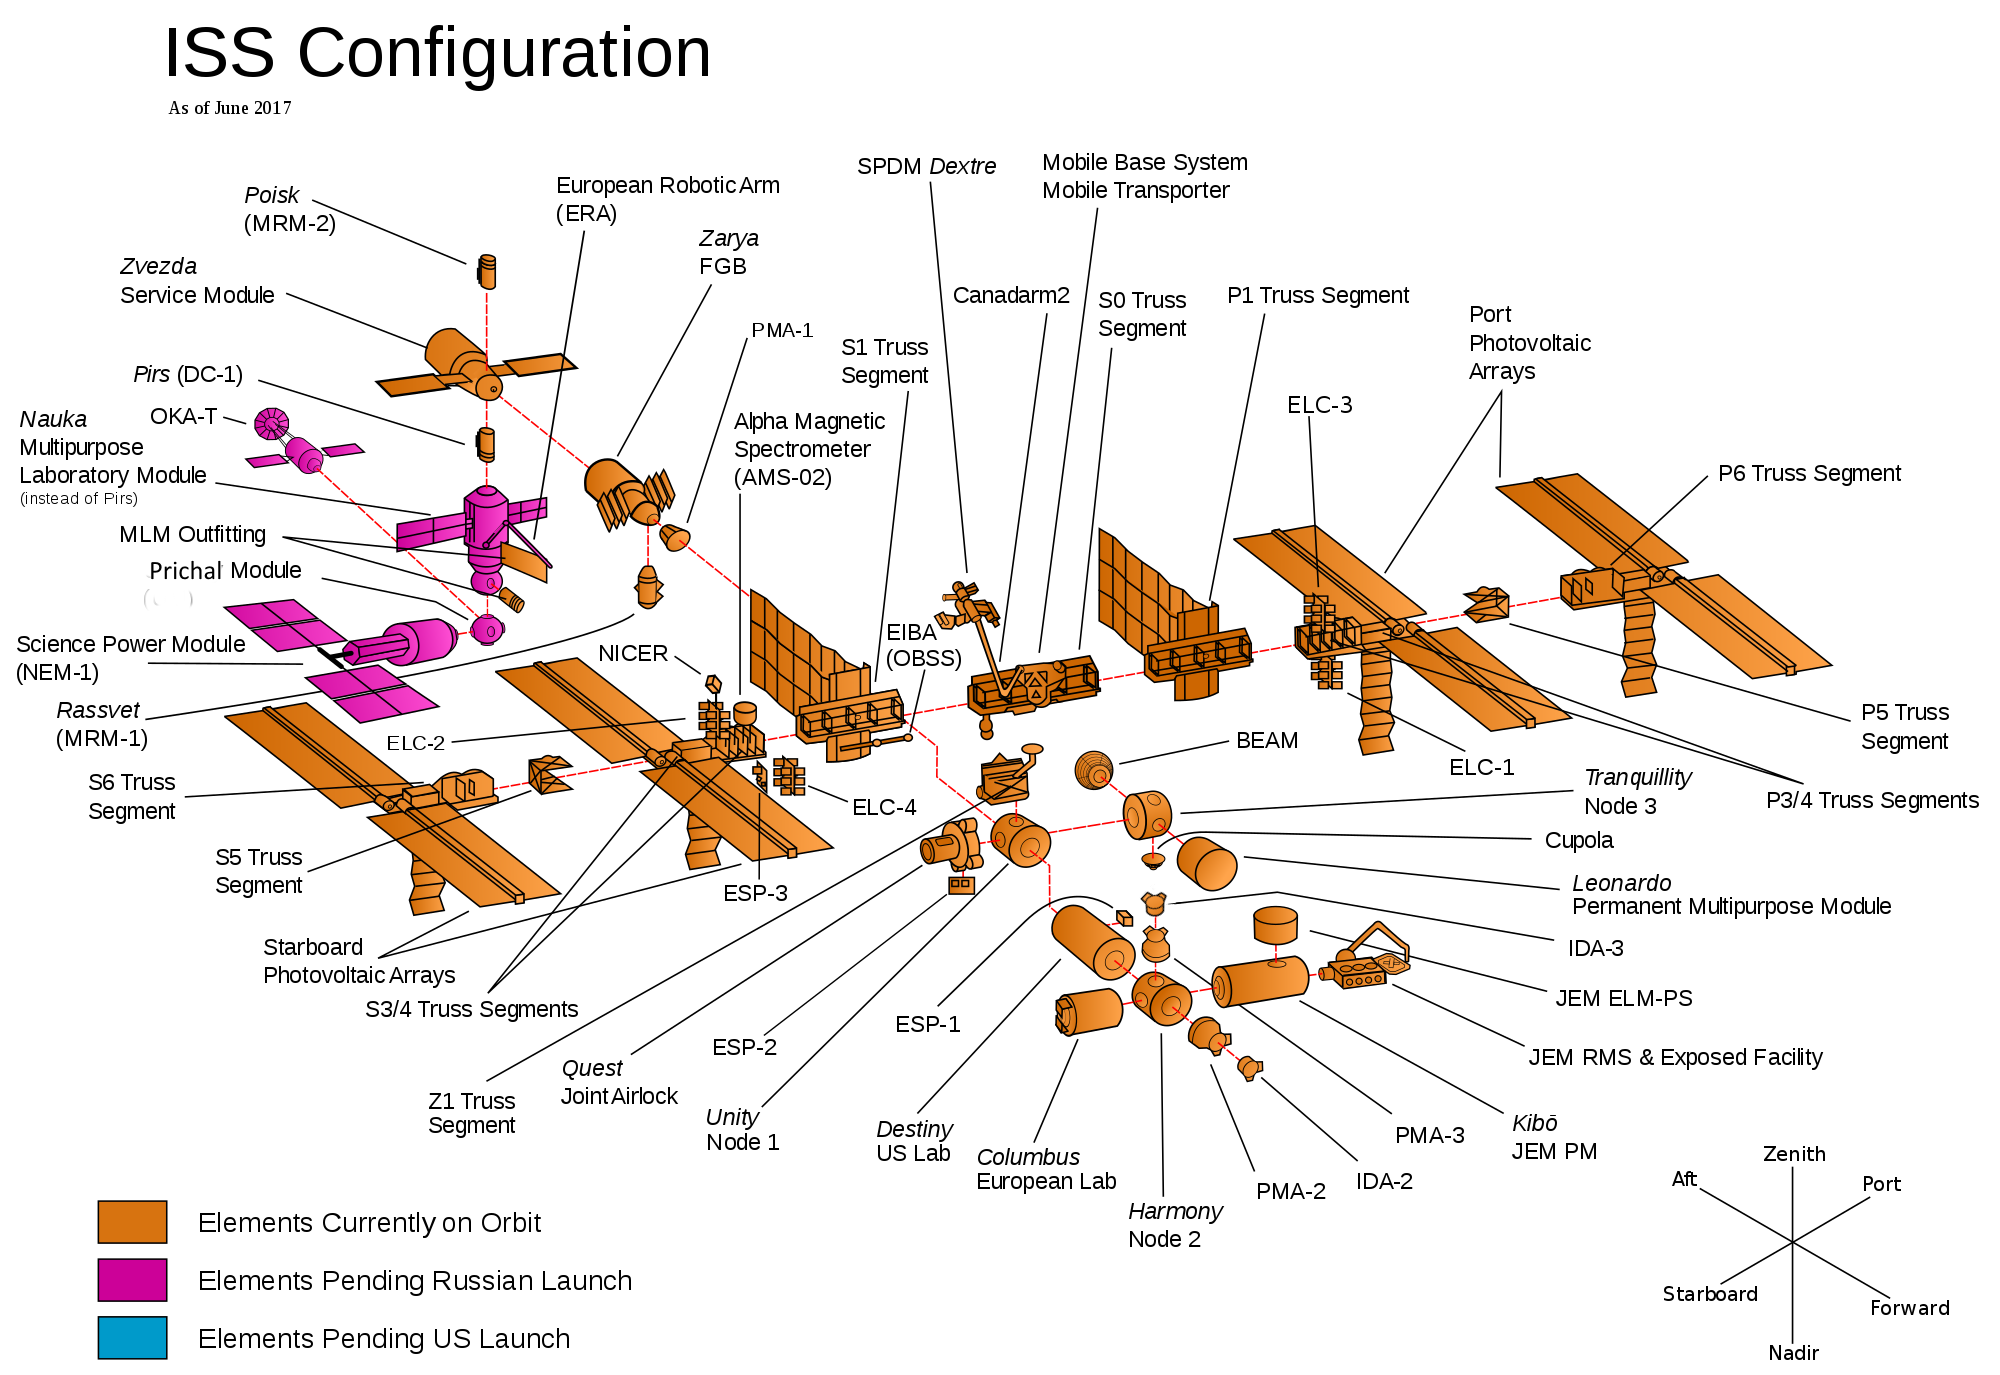 ISS Configuration
As of June 2017
Poisk
(MRM-2)
Zvezda
Service Module
Pirs (DC-1)
OKA-T
Nauka
Multipurpose
Laboratory Module
(instead of Pirs)
MLM Outfitting
Prichal Module
Science Power Module
(NEM-1)
Rassvet
(MRM-1)
European Robotic Arm
(ERA)
Zarya
FGB
PMA-1
Alpha Magnetic
Spectrometer
(AMS-02)
S1 Truss
Segment
SPDM Dextre
Mobile Base System
Mobile Transporter
Canadarm2
S0 Truss
Segment
P1 Truss Segment
ELC-3
Port
Photovoltaic
Arrays
P6 Truss Segment
NICER
EIBA
(OBSS)
ELC-2
S6 Truss
Segment
S5 Truss
Segment
Starboard
Photovoltaic Arrays
S3/4 Truss Segments
ESP-3
ELC-4
BEAM
ELC-1
P5 Truss
Segment
P3/4 Truss Segments
Tranquillity
Node 3
Cupola
Leonardo
Permanent Multipurpose Module
IDA-3
JEM ELM-PS
JEM RMS & Exposed Facility
Kibō
JEM PM
PMA-3
IDA-2
PMA-2
Harmony
Node 2
Columbus
European Lab
Destiny
US Lab
ESP-1
ESP-2
Unity
Node 1
Quest
Joint Airlock
Z1 Truss
Segment
Elements Currently on Orbit
Elements Pending Russian Launch
Elements Pending US Launch
Zenith
Aft
Port
Starboard
Forward
Nadir